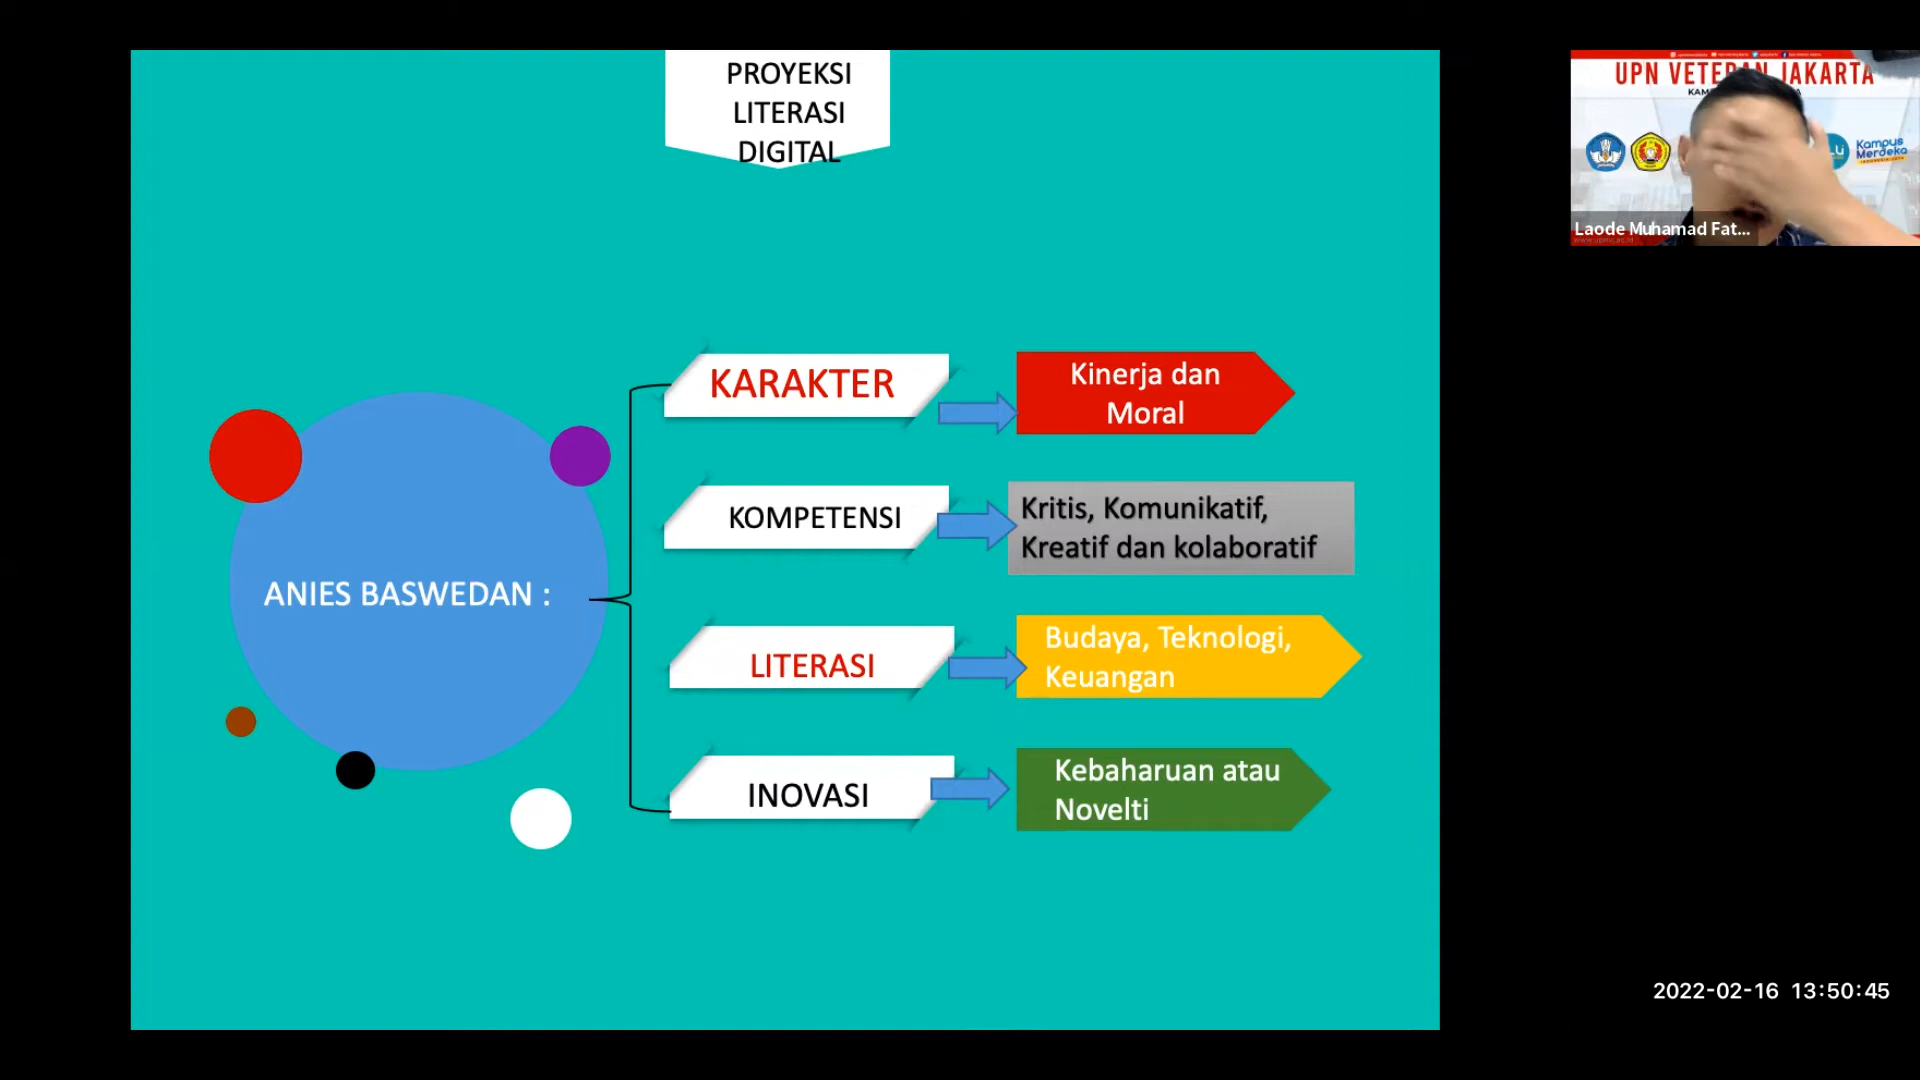 PROYEKSI
LITERASI
DIGITAL
ANIES BASWEDAN :
KARAKTER
Kinerja dan
Moral
KOMPETENSI
Kritis, Komunikatif,
Kreatif dan kolaboratif
LITERASI
Budaya, Teknologi,
Keuangan
INOVASI
Kebaharuan atau
Novelti
UPN VETERAN JAKARTA
Kampus
Merdeka
Laode Muhamad Fat...
2022-02-16 13:50:45